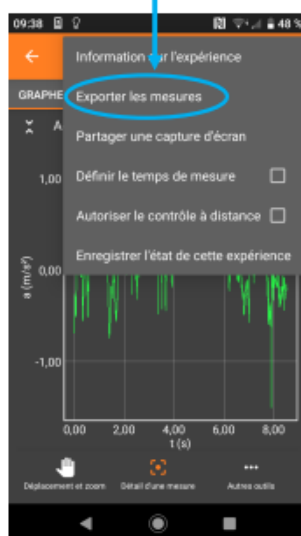 09:38 48 %
Information sur l'expérience
GRAPHE
Exporter les mesures
A
Partager une capture d'écran
1,00
Définir le temps de mesure
Autoriser le contrôle à distance
0,00
Enregistrer l'état de cette expérience
a (m/s²)
-1,00
0,00 2,00 4,00 6,00 8,00
t (s)
Déplacement et zoom Détail d'une mesure Autres outils